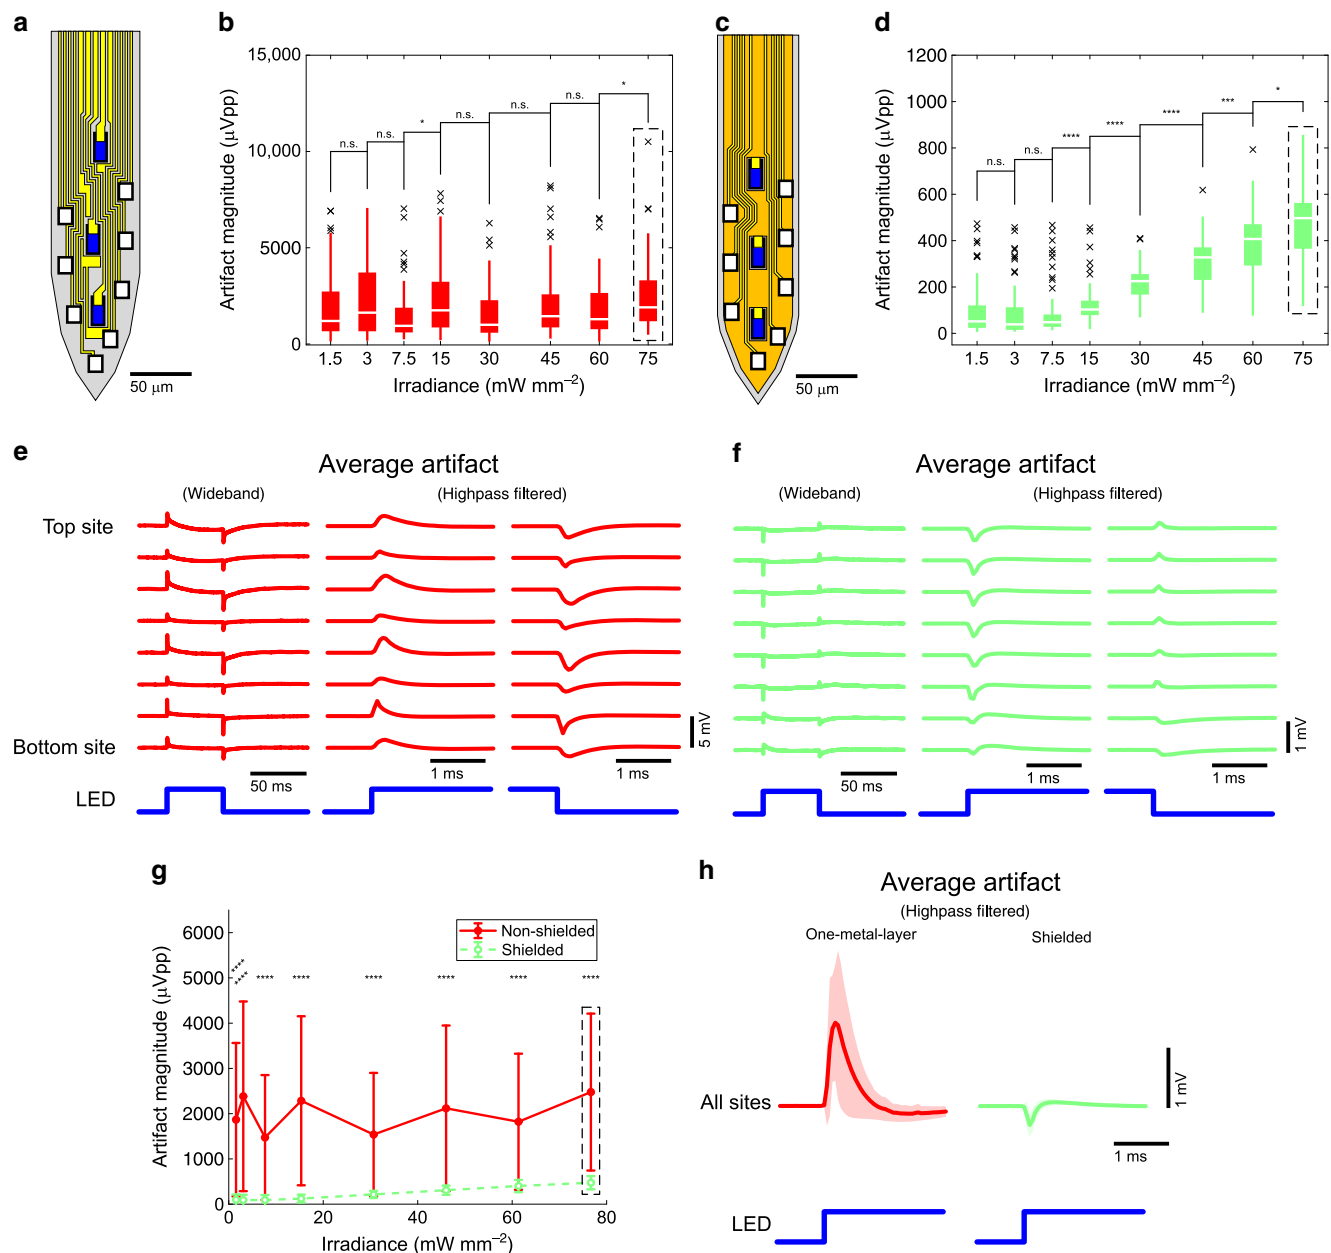 a
50 μm
b
Artifact magnitude (μVpp)
15,000
10,000
5000
0
n.s.
n.s.
*
n.s.
n.s.
n.s.
*
1.5 3 7.5 15 30 45 60 75
Irradiance (mW mm⁻²)
c
50 μm
d
Artifact magnitude (μVpp)
1200
1000
800
600
400
200
0
n.s.
n.s.
****
****
****
***
*
1.5 3 7.5 15 30 45 60 75
Irradiance (mW mm⁻²)
e
Average artifact
(Wideband)
(Highpass filtered)
Top site
Bottom site
5 mV
50 ms
1 ms
1 ms
LED
f
Average artifact
(Wideband)
(Highpass filtered)
1 mV
50 ms
1 ms
1 ms
g
Artifact magnitude (μVpp)
6000
5000
4000
3000
2000
1000
0
Non-shielded
Shielded
****
****
**** **** **** **** **** ****
0 20 40 60 80
Irradiance (mW mm⁻²)
h
Average artifact
(Highpass filtered)
One-metal-layer
Shielded
All sites
1 mV
1 ms
LED